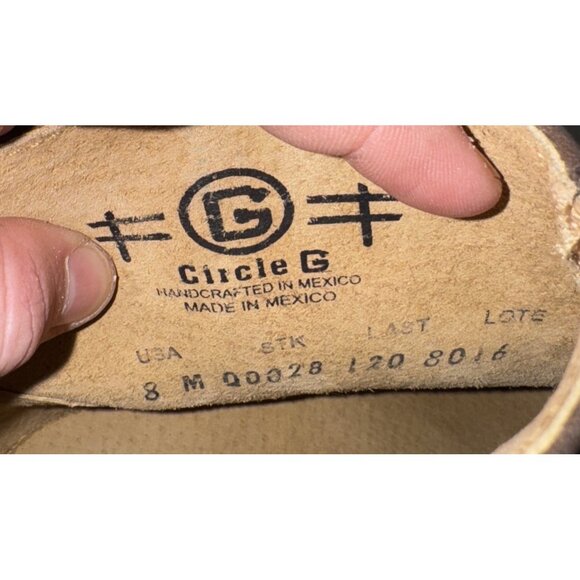 G
Circle G
HANDCRAFTED IN MEXICO
MADE IN MEXICO
USA STK LAST LOTE
8 M Q0028 120 8016